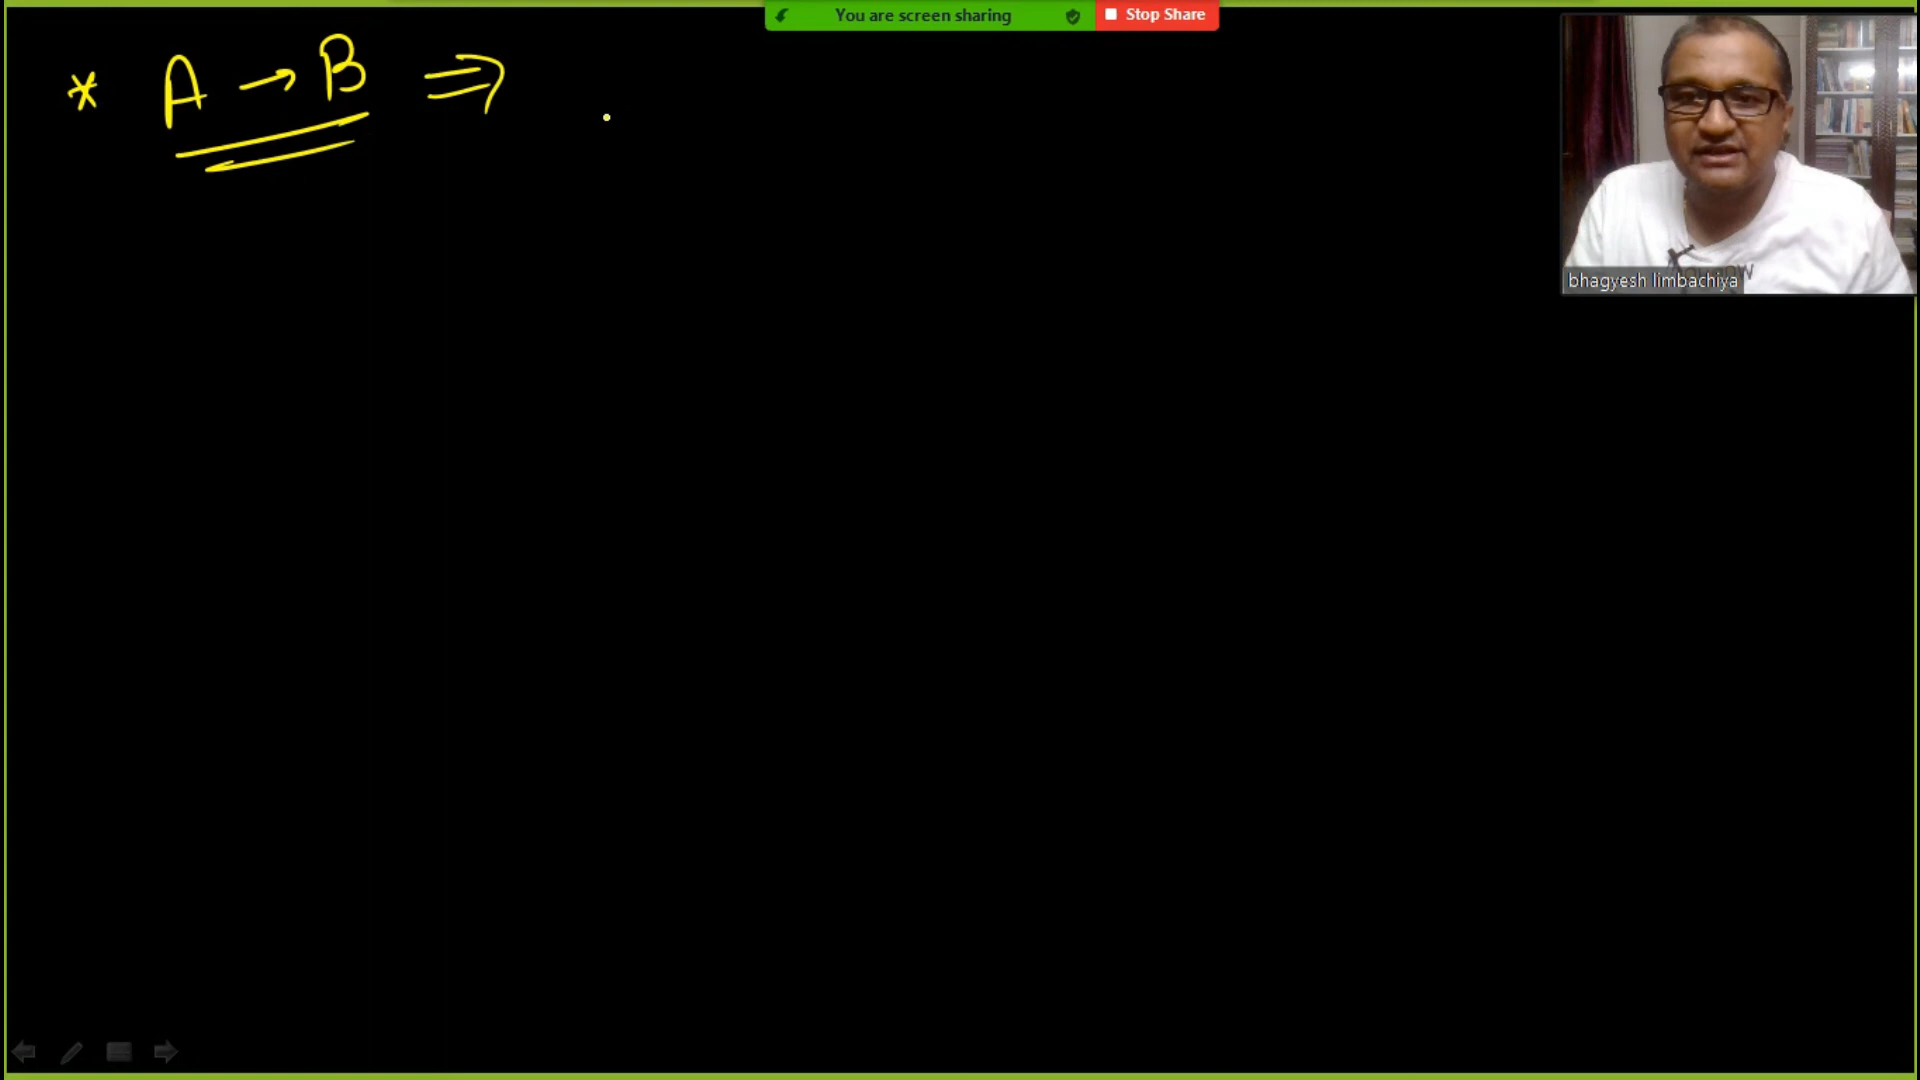 You are screen sharing Stop Share
* A → B ⇒
bhagyesh limbachiya